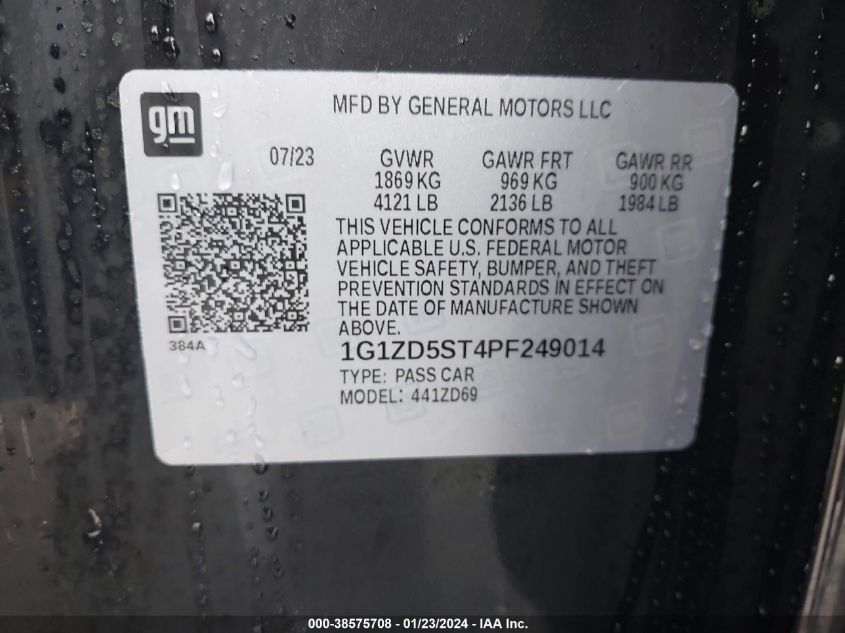 gm
MFD BY GENERAL MOTORS LLC
07/23 GVWR GAWR FRT GAWR RR
1869 KG 969 KG 900 KG
4121 LB 2136 LB 1984 LB
THIS VEHICLE CONFORMS TO ALL
APPLICABLE U.S. FEDERAL MOTOR
VEHICLE SAFETY, BUMPER, AND THEFT
PREVENTION STANDARDS IN EFFECT ON
THE DATE OF MANUFACTURE SHOWN
ABOVE.
384A
1G1ZD5ST4PF249014
TYPE: PASS CAR
MODEL: 441ZD69
000-38575708 - 01/23/2024 - IAA Inc.